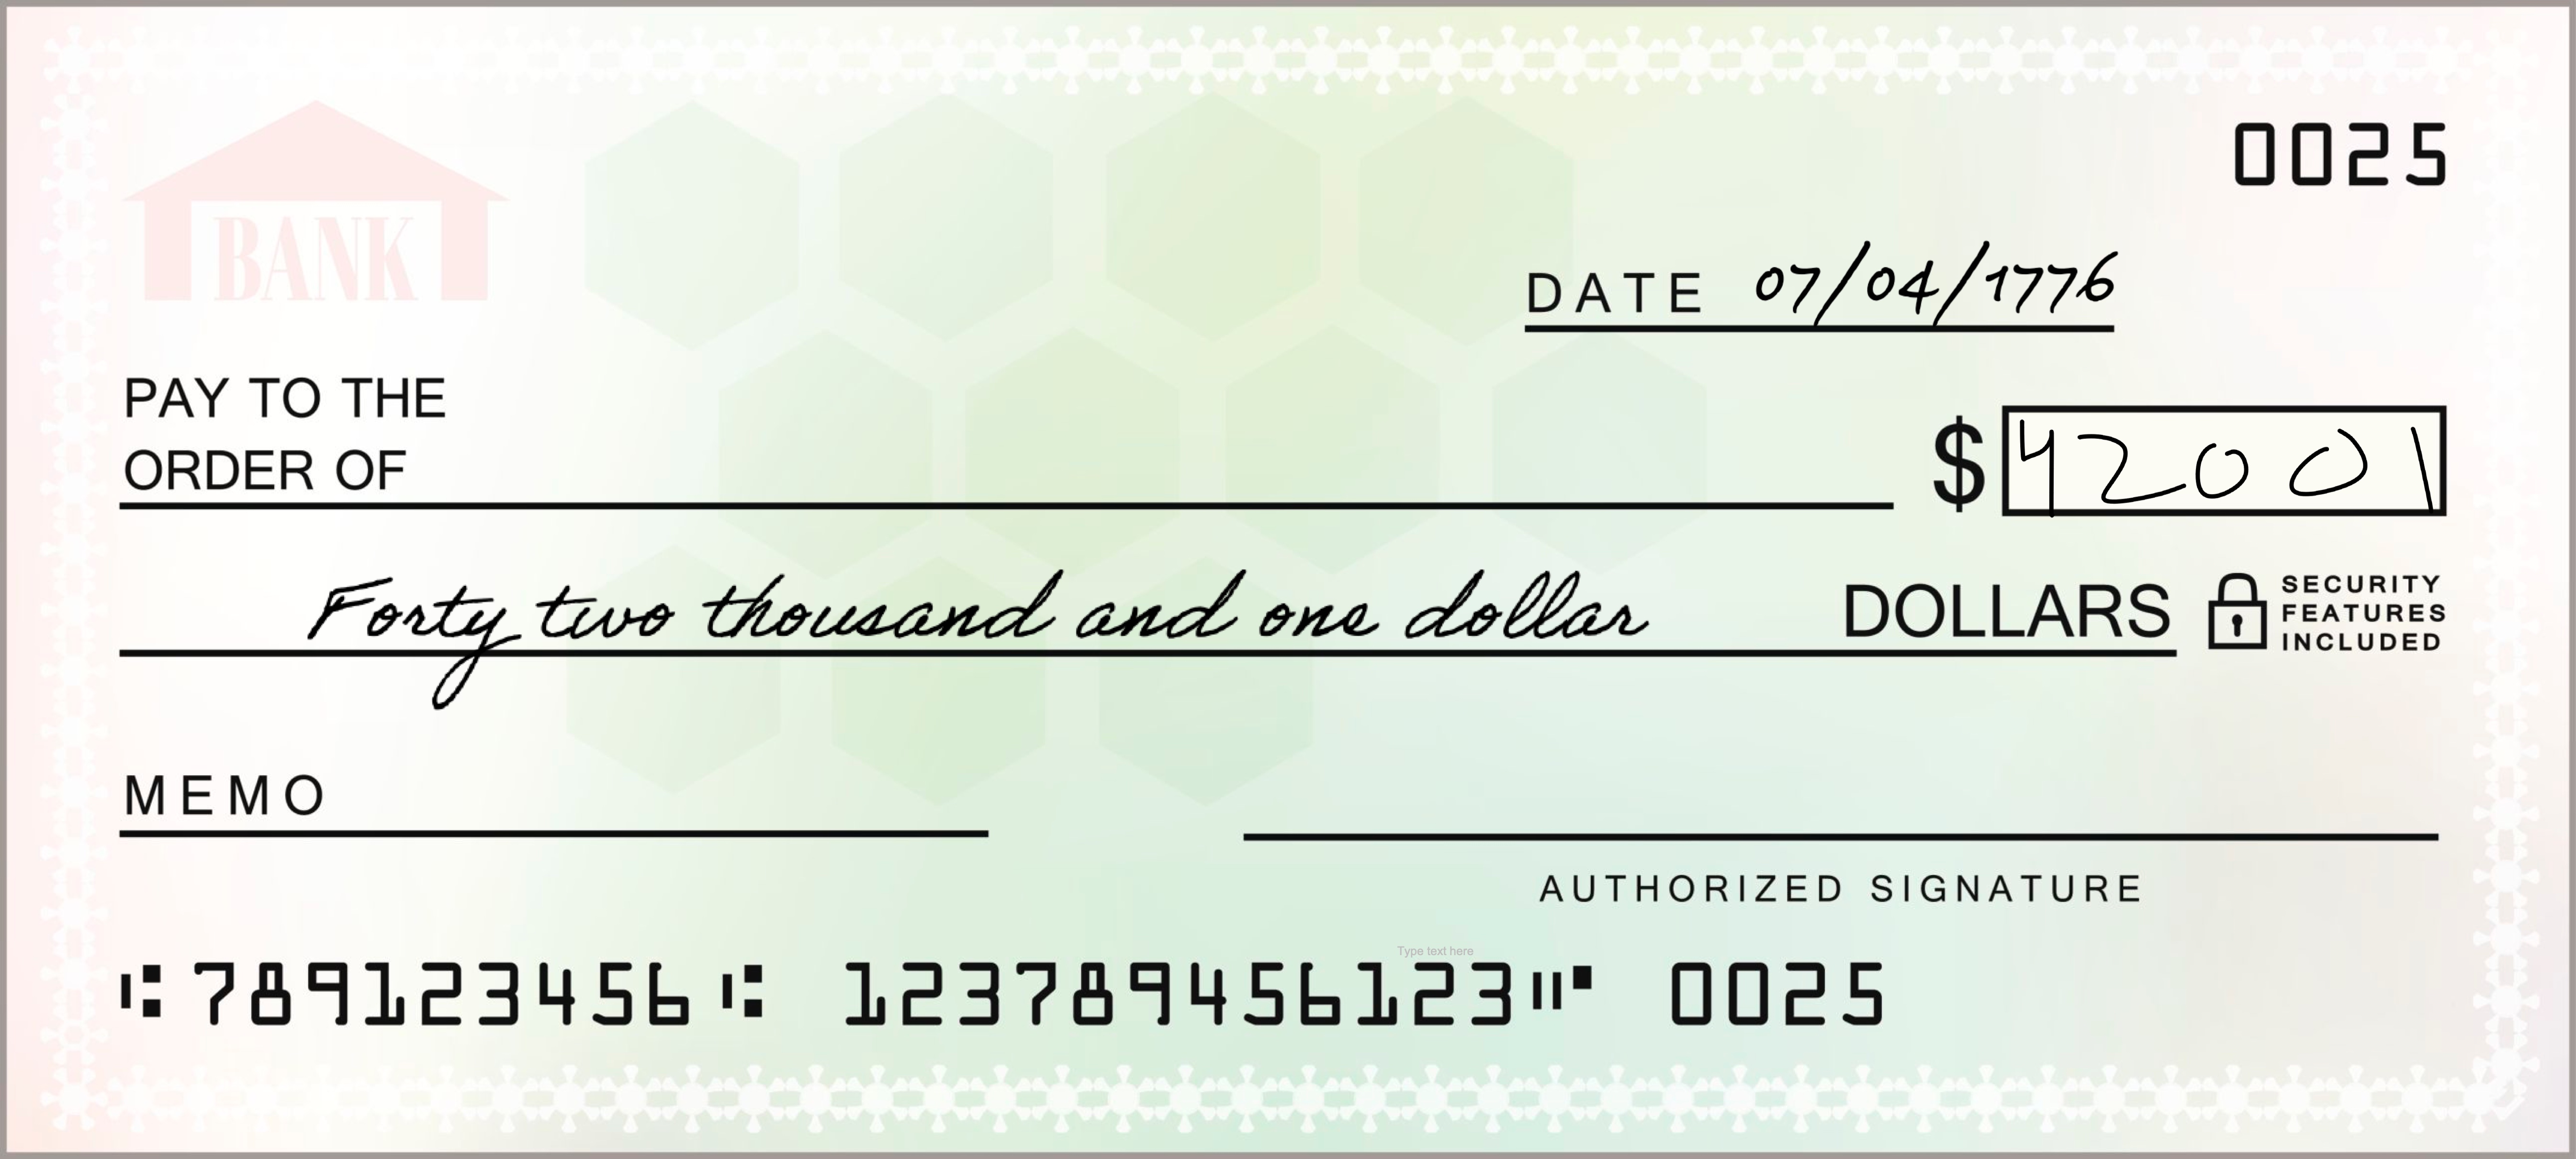 BANK
0025
DATE 07/04/1776
PAY TO THE
ORDER OF
$ 42001
Forty two thousand and one dollar DOLLARS
SECURITY
FEATURES
INCLUDED
MEMO
AUTHORIZED SIGNATURE
Type text here
⑆789123456⑆ 123789456123⑈ 0025